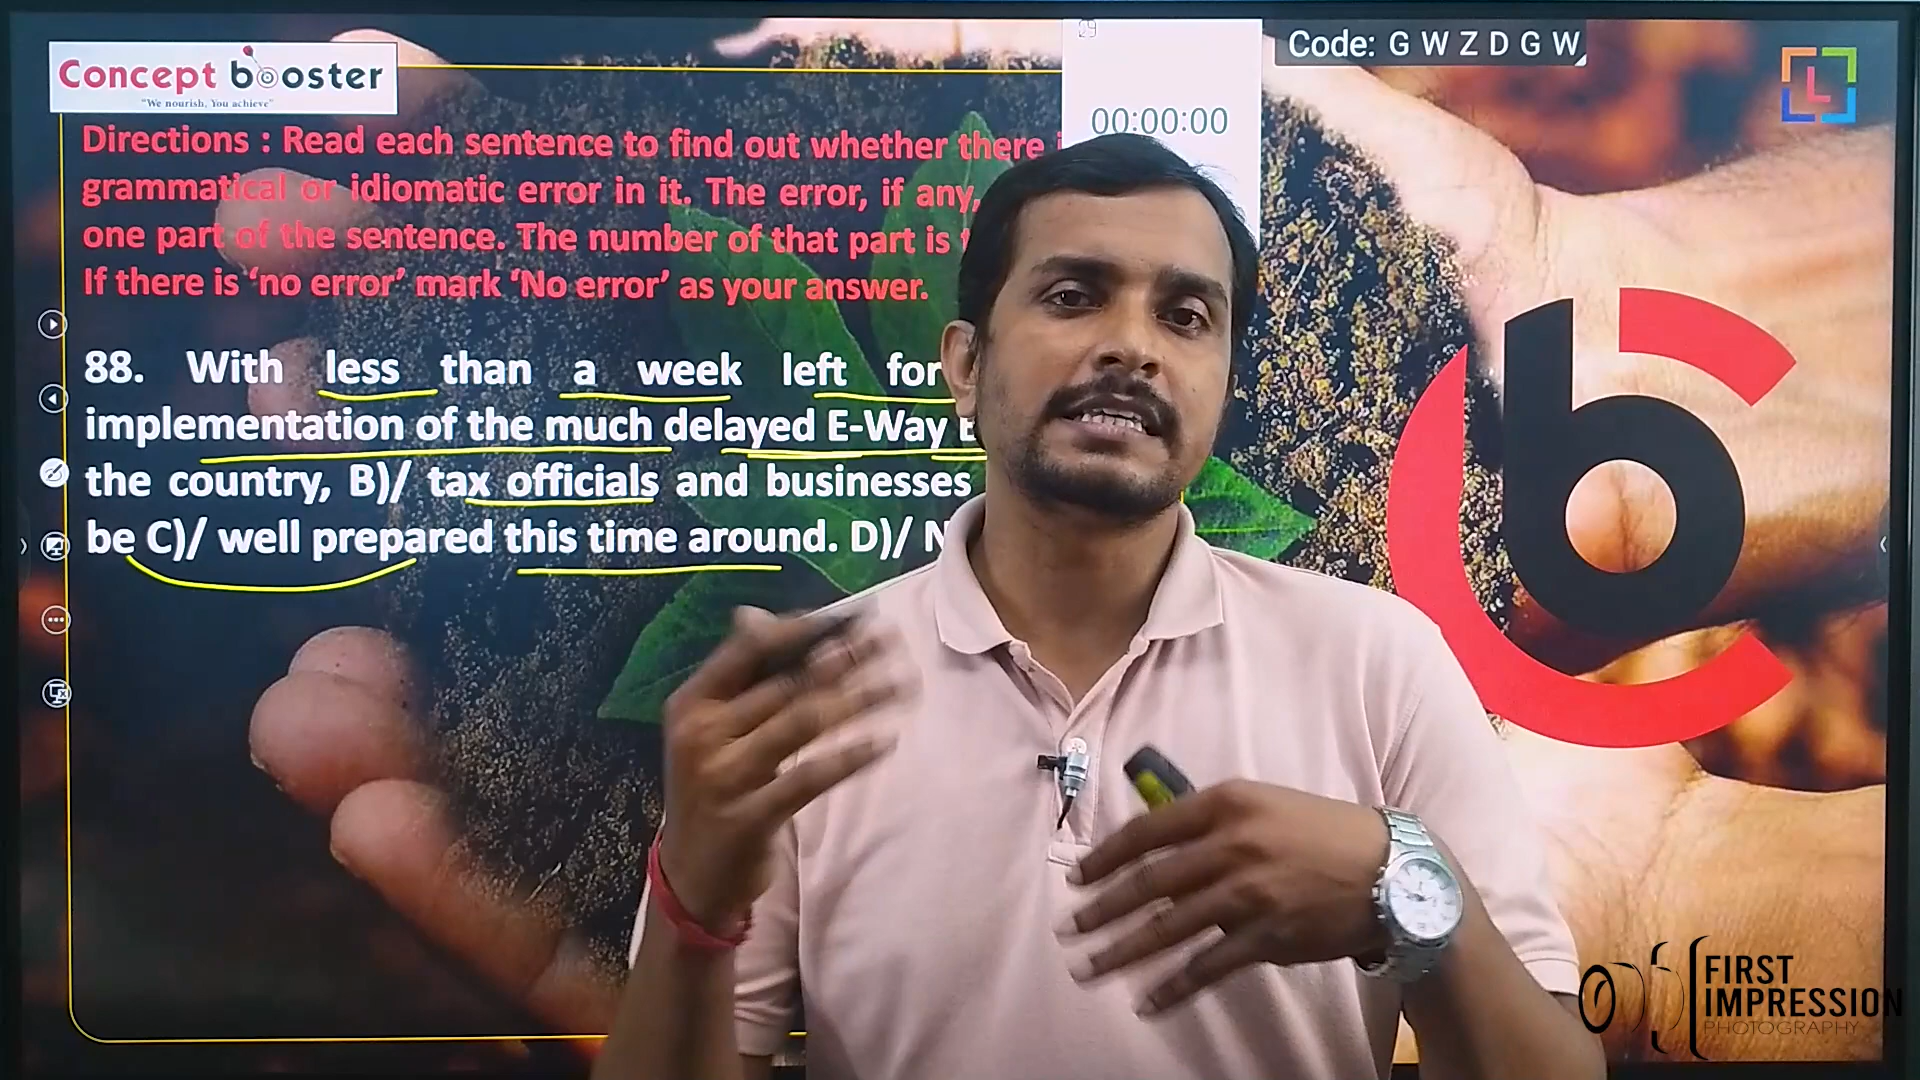 Concept booster
"We nourish, You achieve"
29
00:00:00
Code: G W Z D G W
L
Directions : Read each sentence to find out whether there
grammatical or idiomatic error in it. The error, if any,
one part of the sentence. The number of that part is
If there is ‘no error’ mark ‘No error’ as your answer.
88. With less than a week left for
implementation of the much delayed E-Way
the country, B)/ tax officials and businesses
be C)/ well prepared this time around. D)/
b
FIRST
IMPRESSION
PHOTOGRAPHY